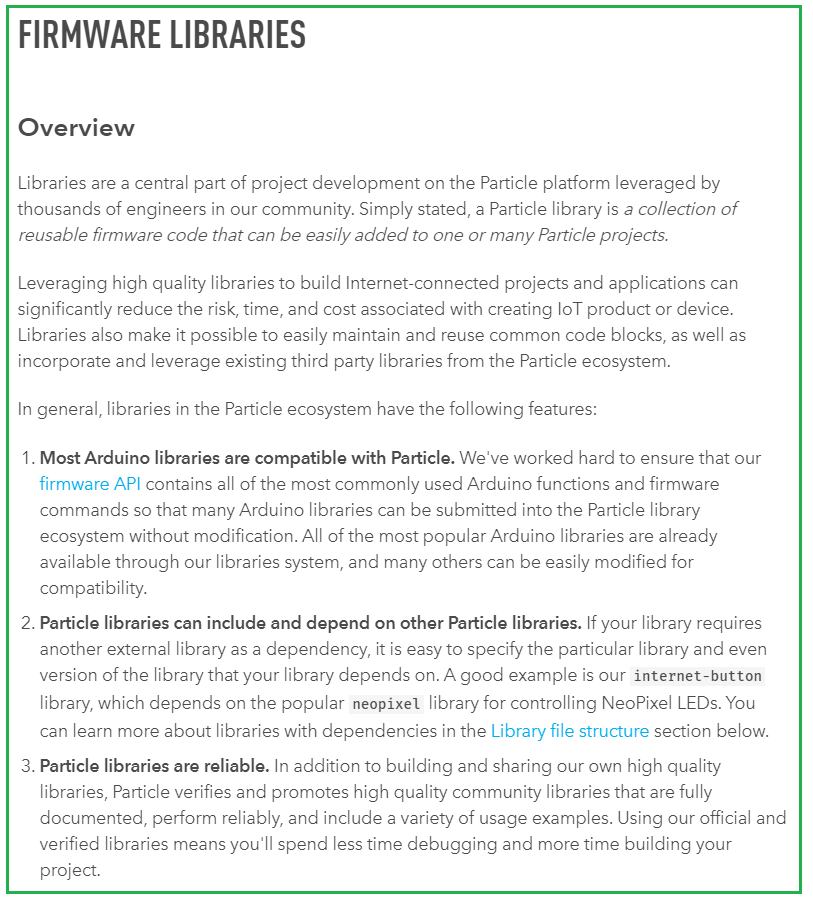 FIRMWARE LIBRARIES
Overview
Libraries are a central part of project development on the Particle platform leveraged by
thousands of engineers in our community. Simply stated, a Particle library is a collection of
reusable firmware code that can be easily added to one or many Particle projects.
Leveraging high quality libraries to build Internet-connected projects and applications can
significantly reduce the risk, time, and cost associated with creating IoT product or device.
Libraries also make it possible to easily maintain and reuse common code blocks, as well as
incorporate and leverage existing third party libraries from the Particle ecosystem.
In general, libraries in the Particle ecosystem have the following features:
1. Most Arduino libraries are compatible with Particle. We've worked hard to ensure that our
firmware API contains all of the most commonly used Arduino functions and firmware
commands so that many Arduino libraries can be submitted into the Particle library
ecosystem without modification. All of the most popular Arduino libraries are already
available through our libraries system, and many others can be easily modified for
compatibility.
2. Particle libraries can include and depend on other Particle libraries. If your library requires
another external library as a dependency, it is easy to specify the particular library and even
version of the library that your library depends on. A good example is our internet-button
library, which depends on the popular neopixel library for controlling NeoPixel LEDs. You
can learn more about libraries with dependencies in the Library file structure section below.
3. Particle libraries are reliable. In addition to building and sharing our own high quality
libraries, Particle verifies and promotes high quality community libraries that are fully
documented, perform reliably, and include a variety of usage examples. Using our official and
verified libraries means you'll spend less time debugging and more time building your
project.